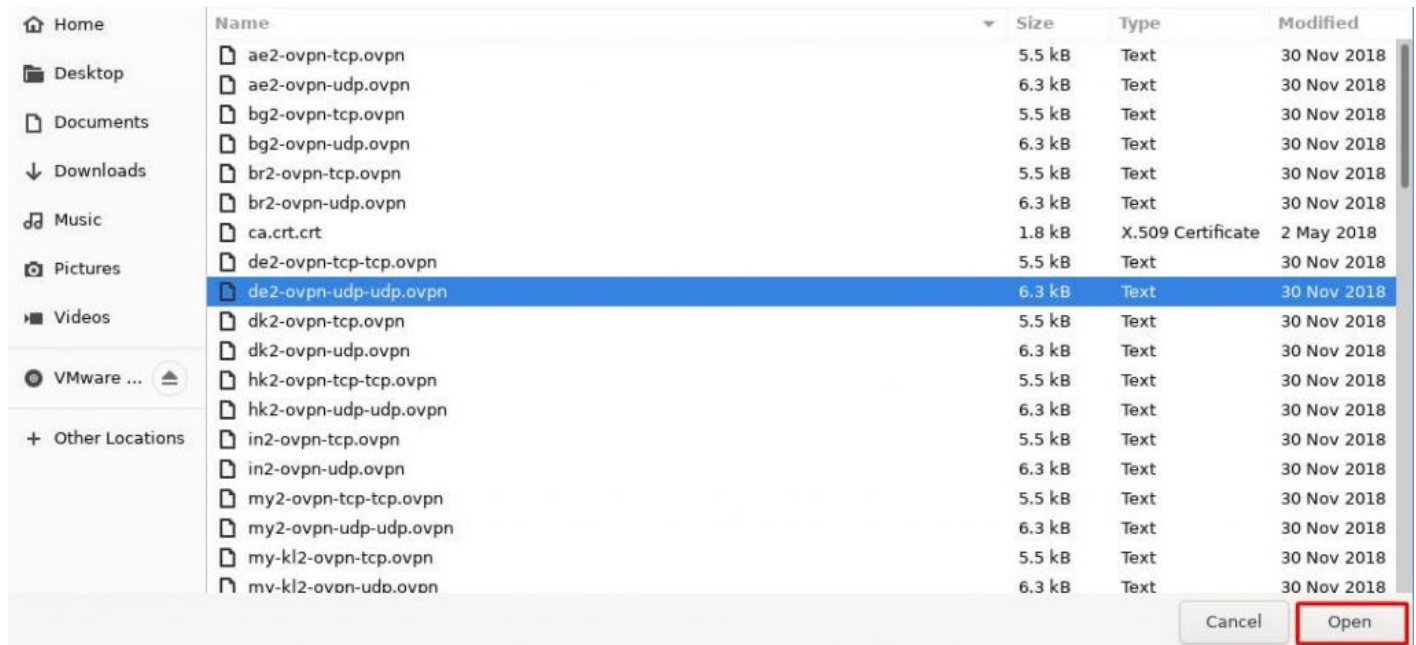 Home
Desktop
Documents
Downloads
Music
Pictures
Videos
VMware ...
+ Other Locations
Name Size Type Modified
ae2-ovpn-tcp.ovpn 5.5 kB Text 30 Nov 2018
ae2-ovpn-udp.ovpn 6.3 kB Text 30 Nov 2018
bg2-ovpn-tcp.ovpn 5.5 kB Text 30 Nov 2018
bg2-ovpn-udp.ovpn 6.3 kB Text 30 Nov 2018
br2-ovpn-tcp.ovpn 5.5 kB Text 30 Nov 2018
br2-ovpn-udp.ovpn 6.3 kB Text 30 Nov 2018
ca.crt.crt 1.8 kB X.509 Certificate 2 May 2018
de2-ovpn-tcp-tcp.ovpn 5.5 kB Text 30 Nov 2018
de2-ovpn-udp-udp.ovpn 6.3 kB Text 30 Nov 2018
dk2-ovpn-tcp.ovpn 5.5 kB Text 30 Nov 2018
dk2-ovpn-udp.ovpn 6.3 kB Text 30 Nov 2018
hk2-ovpn-tcp-tcp.ovpn 5.5 kB Text 30 Nov 2018
hk2-ovpn-udp-udp.ovpn 6.3 kB Text 30 Nov 2018
in2-ovpn-tcp.ovpn 5.5 kB Text 30 Nov 2018
in2-ovpn-udp.ovpn 6.3 kB Text 30 Nov 2018
my2-ovpn-tcp-tcp.ovpn 5.5 kB Text 30 Nov 2018
my2-ovpn-udp-udp.ovpn 6.3 kB Text 30 Nov 2018
my-kl2-ovpn-tcp.ovpn 5.5 kB Text 30 Nov 2018
my-kl2-ovpn-udp.ovpn 6.3 kB Text 30 Nov 2018
Cancel Open